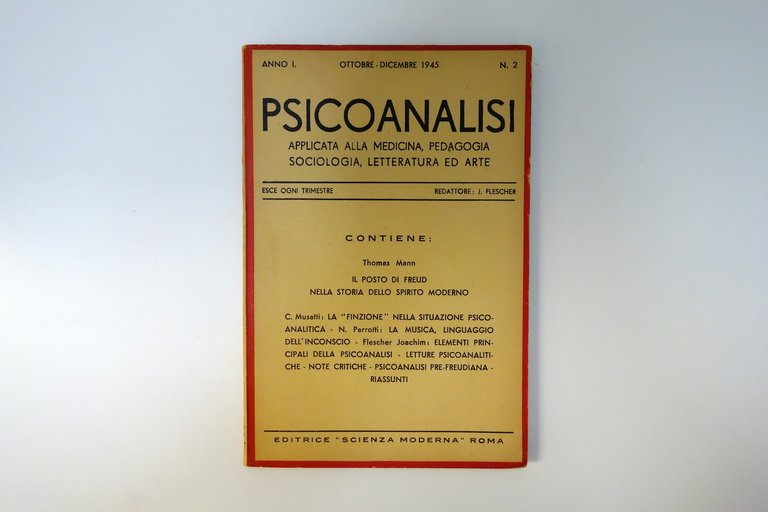 ANNO I. OTTOBRE - DICEMBRE 1945 N. 2
PSICOANALISI
APPLICATA ALLA MEDICINA, PEDAGOGIA
SOCIOLOGIA, LETTERATURA ED ARTE
ESCE OGNI TRIMESTRE REDATTORE: J. FLESCHER
CONTIENE:
Thomas Mann
IL POSTO DI FREUD
NELLA STORIA DELLO SPIRITO MODERNO
C. Musatti: LA "FINZIONE" NELLA SITUAZIONE PSICO-
ANALITICA - N. Perrotti: LA MUSICA, LINGUAGGIO
DELL'INCONSCIO - Flescher Joachim: ELEMENTI PRIN-
CIPALI DELLA PSICOANALISI - LETTURE PSICOANALITI-
CHE - NOTE CRITICHE - PSICOANALISI PRE-FREUDIANA -
RIASSUNTI
EDITRICE "SCIENZA MODERNA" ROMA